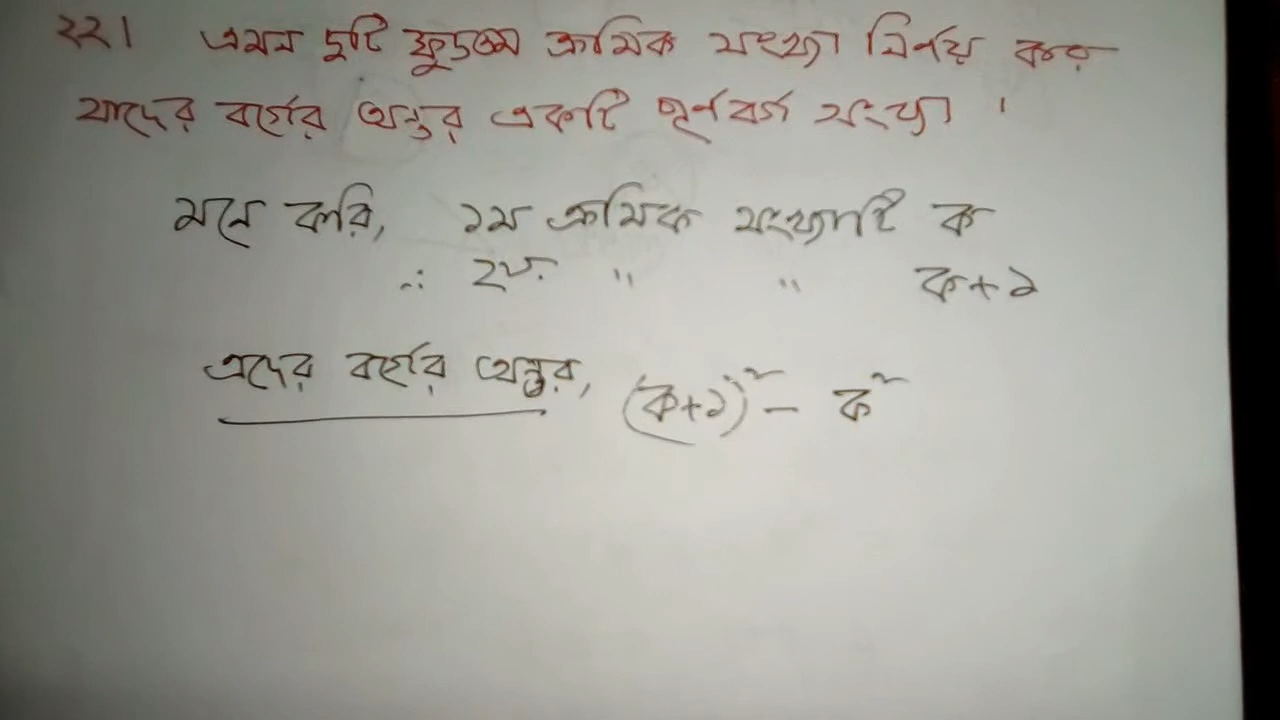 ২২। এমন দুটি ক্ষুদ্রতম ক্রমিক সংখ্যা নির্ণয় কর
যাদের বর্গের অন্তর একটি পূর্ণবর্গ সংখ্যা ।
মনে করি, ১ম ক্রমিক সংখ্যাটি ক
∴ ২য় " " ক+১
এদের বর্গের অন্তর, (ক+১)² - ক²